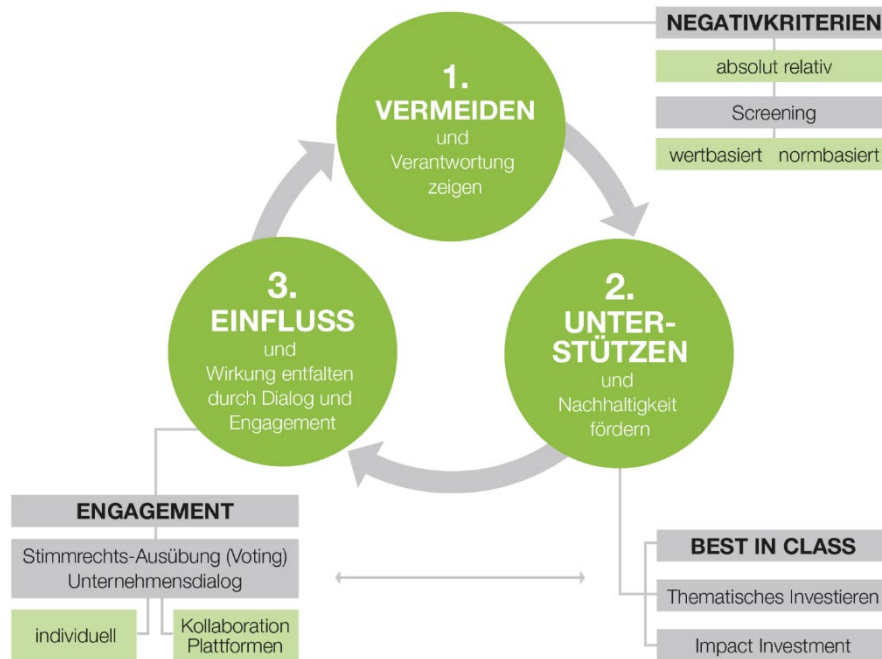 1.
VERMEIDEN
und
Verantwortung
zeigen
NEGATIVKRITERIEN
absolut relativ
Screening
wertbasiert normbasiert
2.
UNTER-
STÜTZEN
und
Nachhaltigkeit
fördern
BEST IN CLASS
Thematisches Investieren
Impact Investment
3.
EINFLUSS
und
Wirkung entfalten
durch Dialog und
Engagement
ENGAGEMENT
Stimmrechts-Ausübung (Voting)
Unternehmensdialog
individuell
Kollaboration
Plattformen